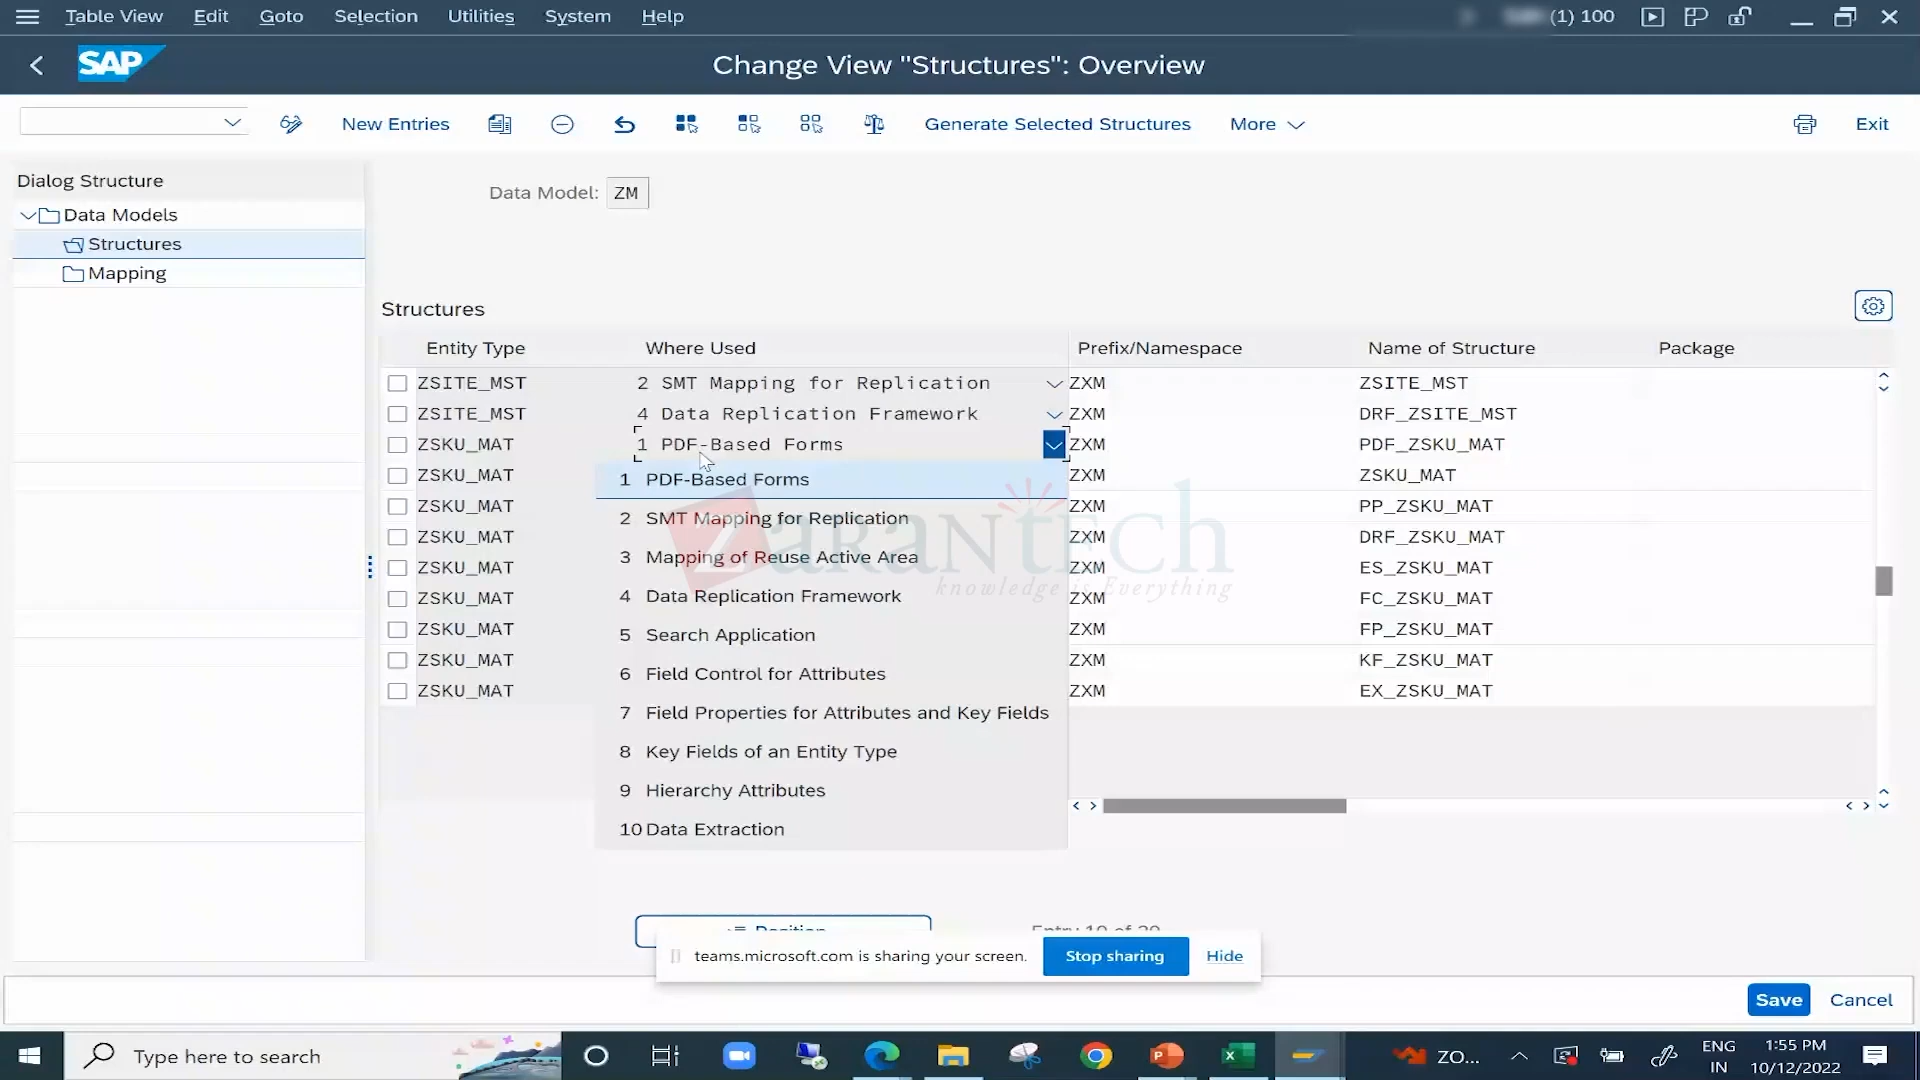 Table View Edit Goto Selection Utilities System Help (1) 100
SAP Change View "Structures": Overview
New Entries Generate Selected Structures More Exit
Dialog Structure
Data Models
Structures
Mapping
Data Model: ZM
Structures
Entity Type Where Used Prefix/Namespace Name of Structure Package
ZSITE_MST 2 SMT Mapping for Replication ZXM ZSITE_MST
ZSITE_MST 4 Data Replication Framework ZXM DRF_ZSITE_MST
ZSKU_MAT 1 PDF-Based Forms ZXM PDF_ZSKU_MAT
ZSKU_MAT ZXM ZSKU_MAT
ZSKU_MAT ZXM PP_ZSKU_MAT
ZSKU_MAT ZXM DRF_ZSKU_MAT
ZSKU_MAT ZXM ES_ZSKU_MAT
ZSKU_MAT ZXM FC_ZSKU_MAT
ZSKU_MAT ZXM FP_ZSKU_MAT
ZSKU_MAT ZXM KF_ZSKU_MAT
ZSKU_MAT ZXM EX_ZSKU_MAT
1 PDF-Based Forms
2 SMT Mapping for Replication
3 Mapping of Reuse Active Area
4 Data Replication Framework
5 Search Application
6 Field Control for Attributes
7 Field Properties for Attributes and Key Fields
8 Key Fields of an Entity Type
9 Hierarchy Attributes
10 Data Extraction
ZaranTech
knowledge is Everything
Position
teams.microsoft.com is sharing your screen. Stop sharing Hide
Save Cancel
Type here to search
ZO...
ENG
IN
1:55 PM
10/12/2022